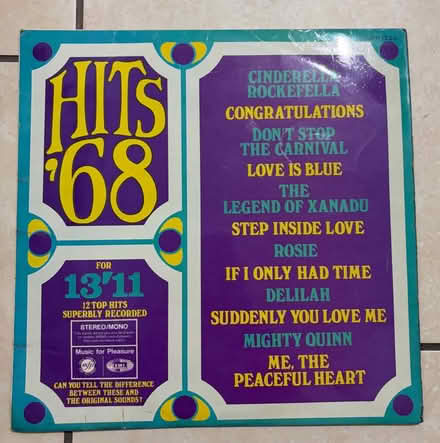 HITS
'68
FOR
13'11
12 TOP HITS
SUPERBLY RECORDED
STEREO/MONO
Music for Pleasure
mfp
EMI
CAN YOU TELL THE DIFFERENCE
BETWEEN THESE AND
THE ORIGINAL SOUNDS?
CINDERELLA
ROCKEFELLA
CONGRATULATIONS
DON'T STOP
THE CARNIVAL
LOVE IS BLUE
THE
LEGEND OF XANADU
STEP INSIDE LOVE
ROSIE
IF I ONLY HAD TIME
DELILAH
SUDDENLY YOU LOVE ME
MIGHTY QUINN
ME, THE
PEACEFUL HEART